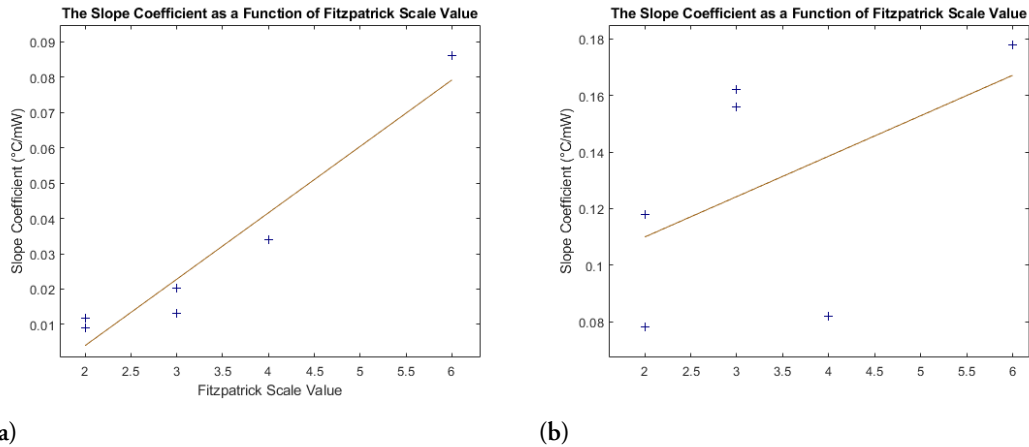 The Slope Coefficient as a Function of Fitzpatrick Scale Value
0.09
0.08
0.07
0.06
0.05
0.04
0.03
0.02
0.01
Slope Coefficient (°C/mW)
2 2.5 3 3.5 4 4.5 5 5.5 6
Fitzpatrick Scale Value
a)
The Slope Coefficient as a Function of Fitzpatrick Scale Value
0.18
0.16
0.14
0.12
0.1
0.08
Slope Coefficient (°C/mW)
2 2.5 3 3.5 4 4.5 5 5.5 6
(b)